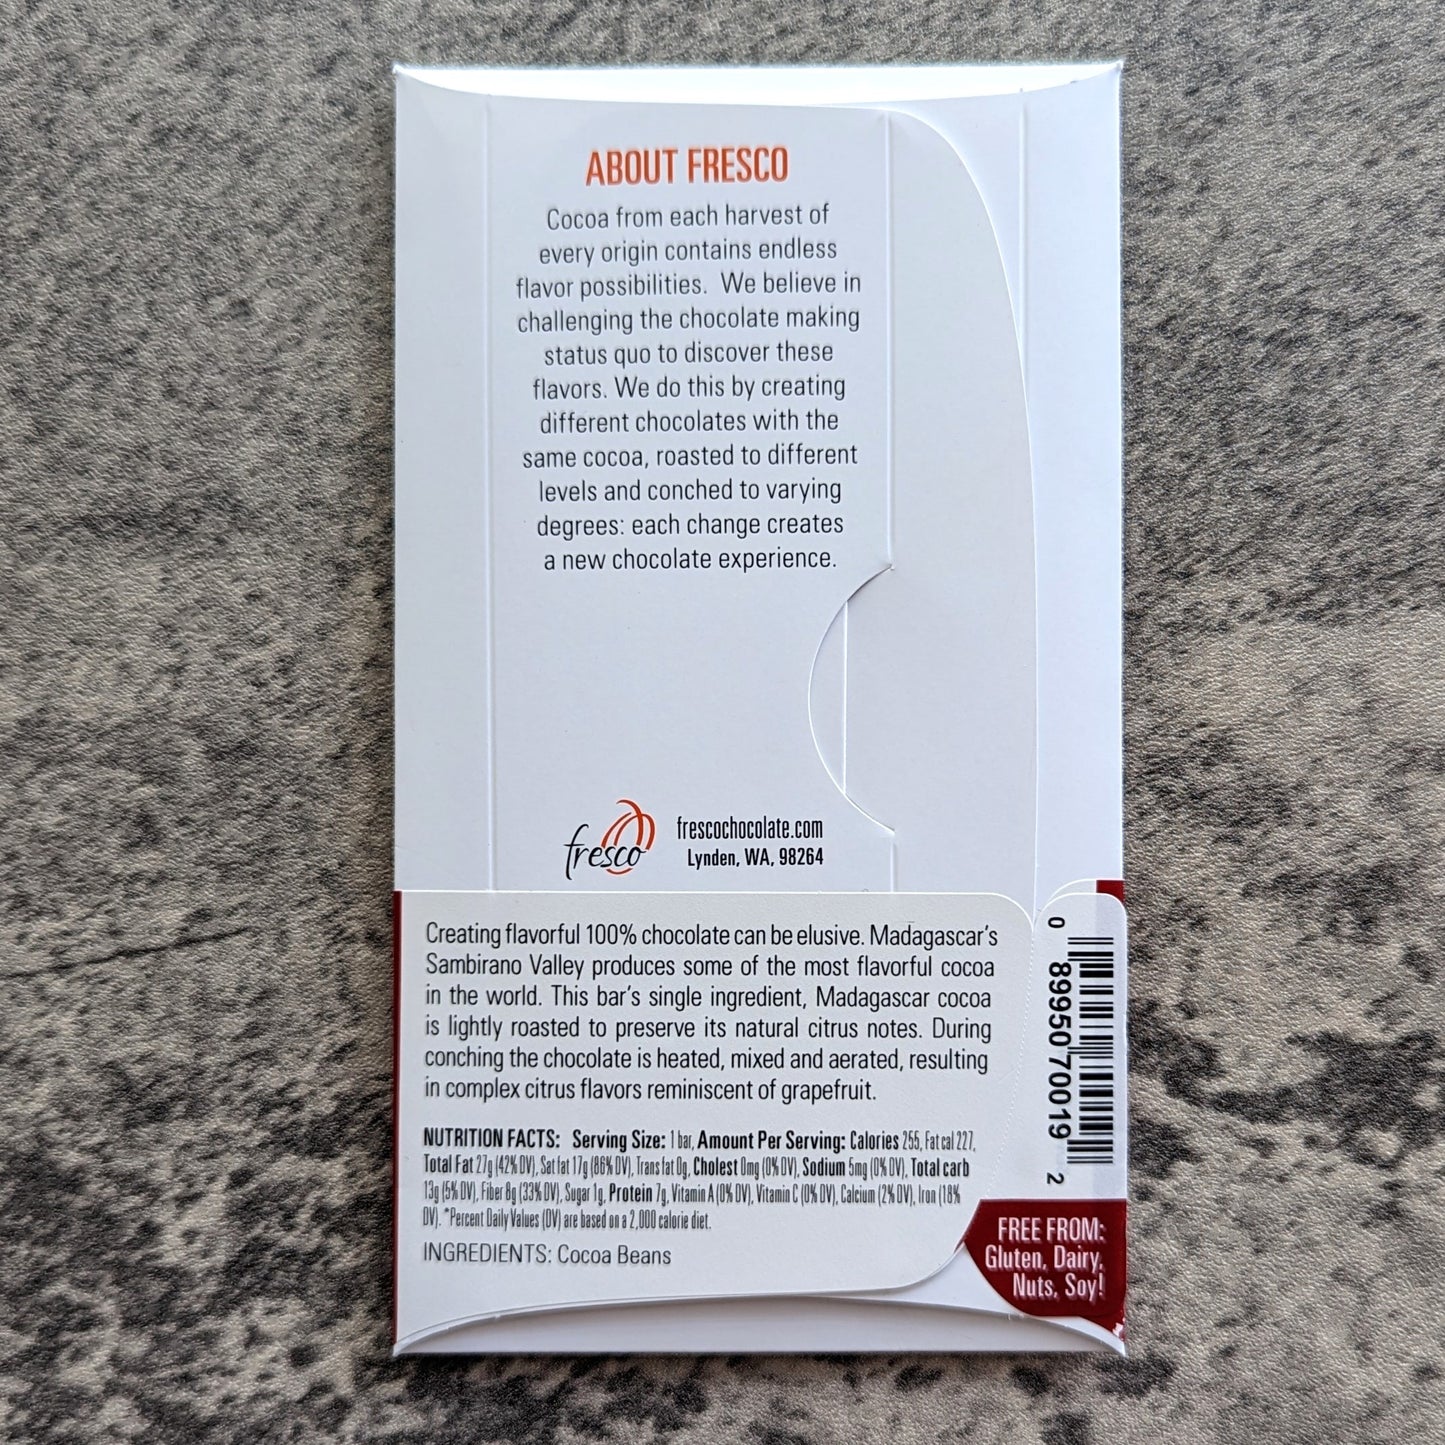 ABOUT FRESCO
Cocoa from each harvest of
every origin contains endless
flavor possibilities. We believe in
challenging the chocolate making
status quo to discover these
flavors. We do this by creating
different chocolates with the
same cocoa, roasted to different
levels and conched to varying
degrees: each change creates
a new chocolate experience.
fresco
frescochocolate.com
Lynden, WA, 98264
Creating flavorful 100% chocolate can be elusive. Madagascar's
Sambirano Valley produces some of the most flavorful cocoa
in the world. This bar's single ingredient, Madagascar cocoa
is lightly roasted to preserve its natural citrus notes. During
conching the chocolate is heated, mixed and aerated, resulting
in complex citrus flavors reminiscent of grapefruit.
NUTRITION FACTS: Serving Size: 1 bar, Amount Per Serving: Calories 255, Fat cal 227,
Total Fat 27g (42% DV), Sat fat 17g (86% DV), Trans fat 0g, Cholest 0mg (0% DV), Sodium 5mg (0% DV), Total carb
13g (5% DV), Fiber 8g (33% DV), Sugar 1g, Protein 7g, Vitamin A (0% DV), Vitamin C (0% DV), Calcium (2% DV), Iron (18%
DV). *Percent Daily Values (DV) are based on a 2,000 calorie diet.
INGREDIENTS: Cocoa Beans
0 89950 70019 2
FREE FROM:
Gluten, Dairy,
Nuts, Soy!